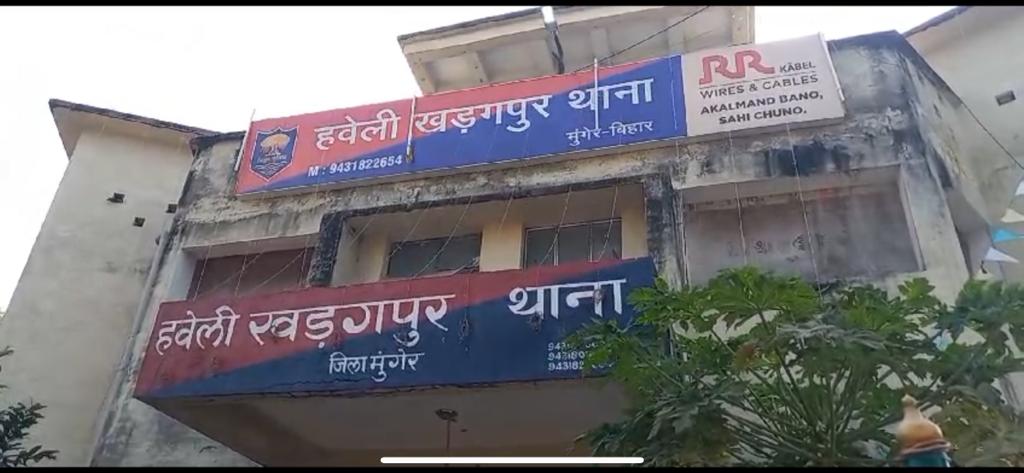 हवेली खड़गपुर थाना
मुंगेर-बिहार
M : 9431822654
RR KABEL
WIRES & CABLES
AKALMAND BANO,
SAHI CHUNO.
हवेली खड़गपुर थाना
जिला मुंगेर